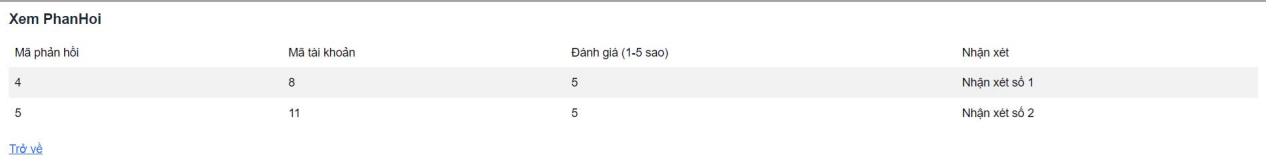 Xem PhanHoi
Mã phản hồi Mã tài khoản Đánh giá (1-5 sao) Nhận xét
4 8 5 Nhận xét số 1
5 11 5 Nhận xét số 2
Trở về